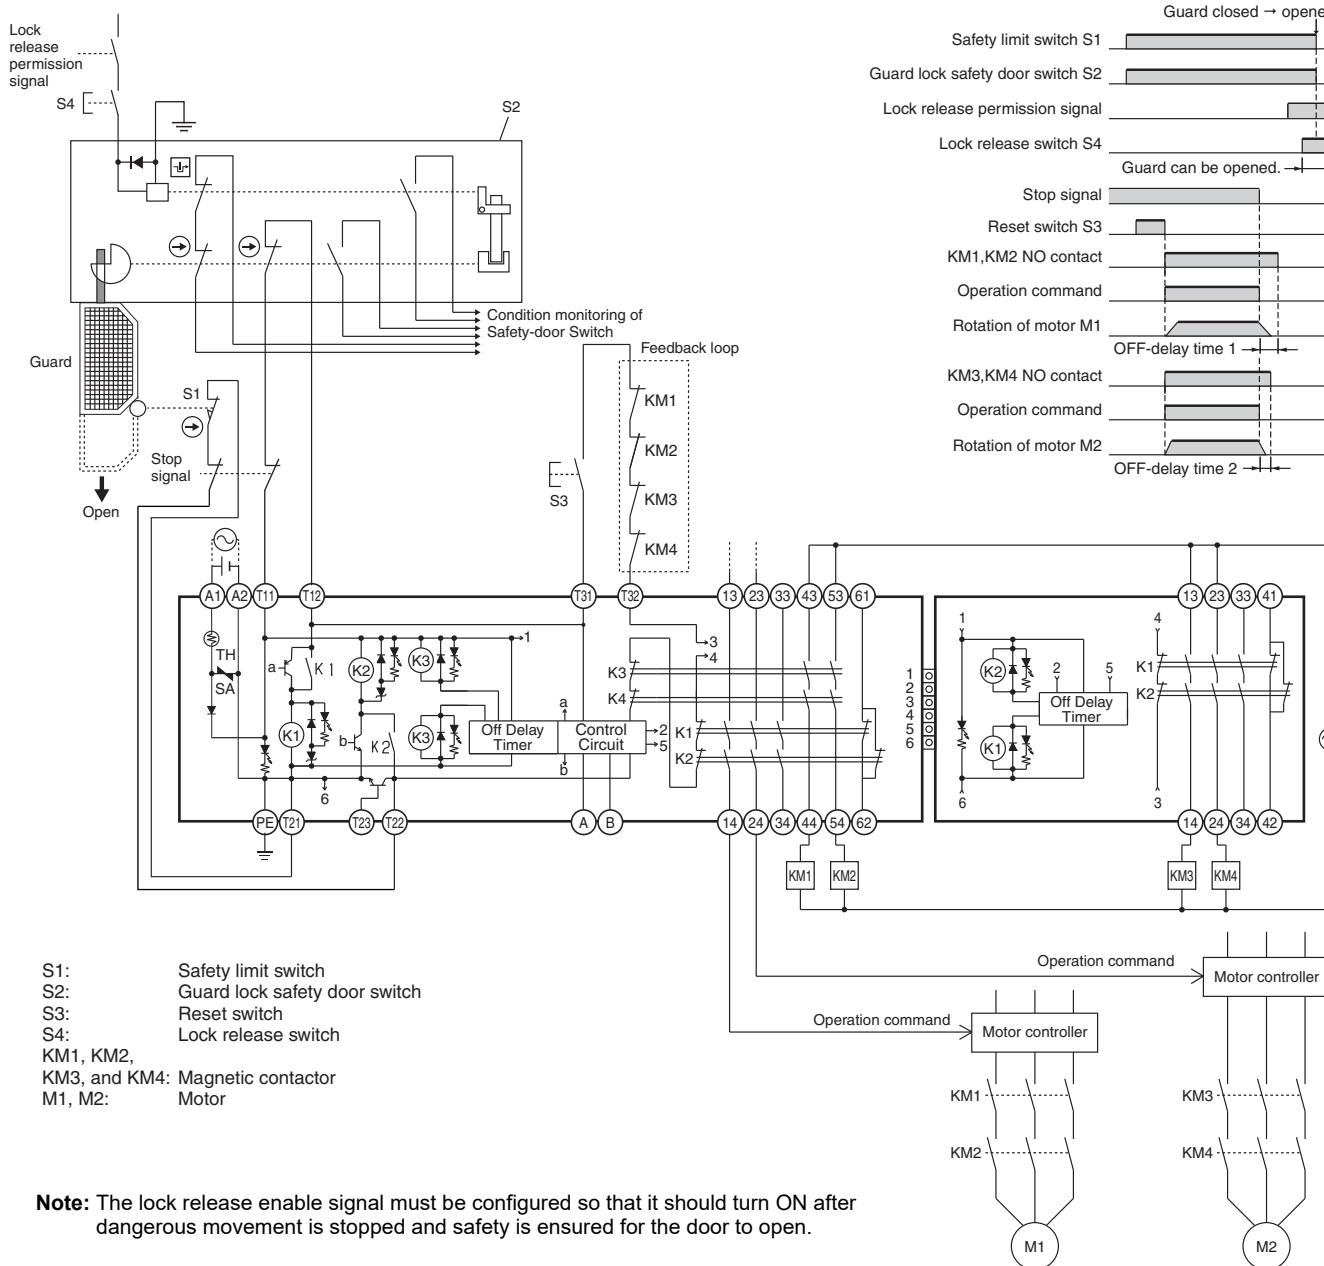 Lock
release
permission
signal
S4
S2
Guard
S1
Stop
signal
Open
Condition monitoring of
Safety-door Switch
Feedback loop
KM1
KM2
KM3
KM4
S3
Guard closed → opene
Safety limit switch S1
Guard lock safety door switch S2
Lock release permission signal
Lock release switch S4
Guard can be opened.
Stop signal
Reset switch S3
KM1,KM2 NO contact
Operation command
Rotation of motor M1
OFF-delay time 1
KM3,KM4 NO contact
Operation command
Rotation of motor M2
OFF-delay time 2
A1 A2 T11 T12 T31 T32 13 23 33 43 53 61
13 23 33 41
TH
SA
a
K1
K1
K2
b
K2
K3
K3
1
Off Delay
Timer
Control
Circuit
a
b
2
5
6
3
4
K3
K4
K1
K2
1
2
3
4
5
6
1
K2
K1
6
2
5
Off Delay
Timer
4
K1
K2
3
PE T21 T23 T22 A B 14 24 34 44 54 62
14 24 34 42
KM1 KM2
KM3 KM4
S1: Safety limit switch
S2: Guard lock safety door switch
S3: Reset switch
S4: Lock release switch
KM1, KM2,
KM3, and KM4: Magnetic contactor
M1, M2: Motor
Operation command
Motor controller
Operation command
Motor controller
KM1
KM2
M1
KM3
KM4
M2
Note: The lock release enable signal must be configured so that it should turn ON after
dangerous movement is stopped and safety is ensured for the door to open.